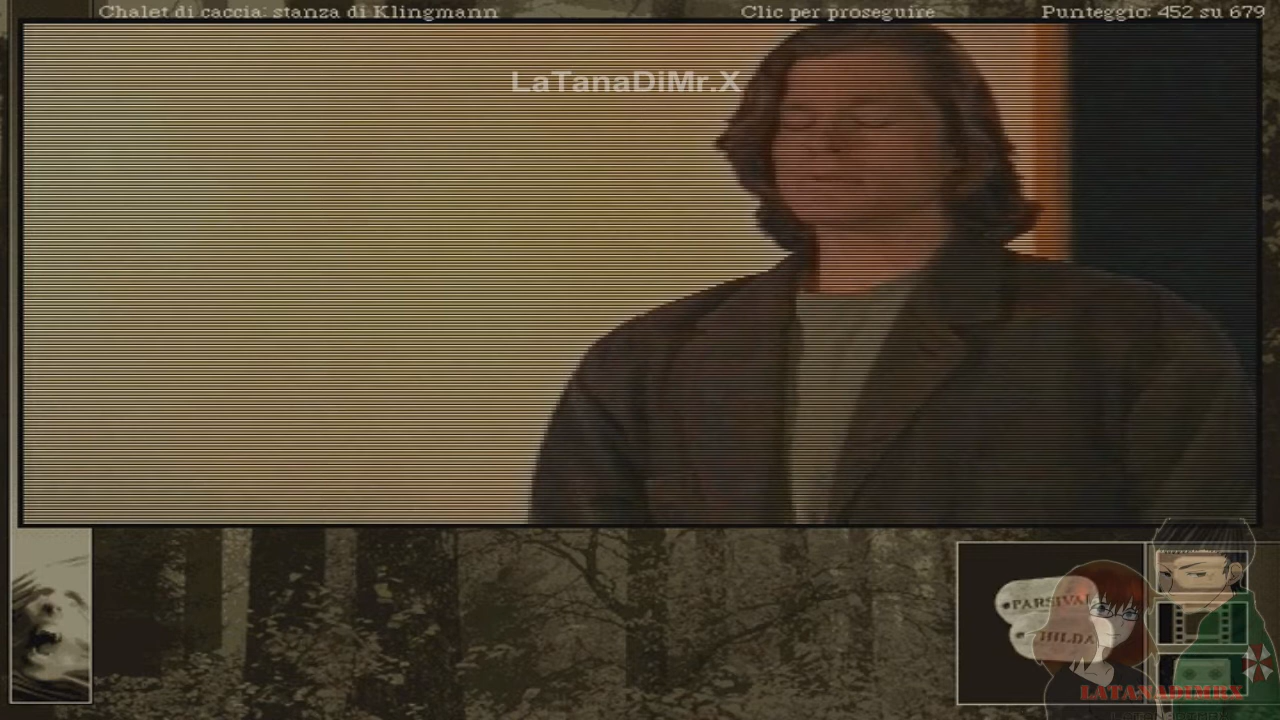 Chalet di caccia: stanza di Klingmann
Clic per proseguire
Punteggio: 452 su 679
LaTanaDiMr.X
PARSIVAL
HILDA
LATANADIMRX